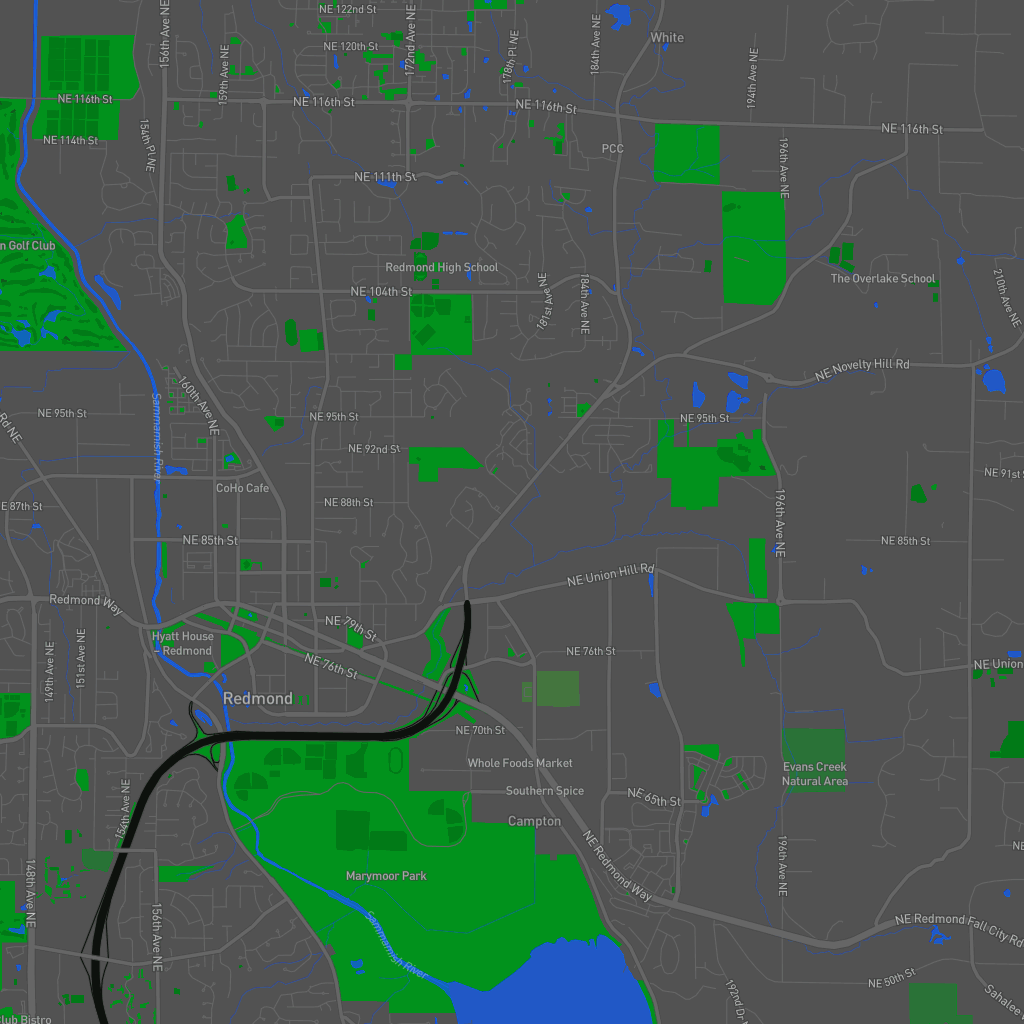 NE 122nd St
156th Ave NE
172nd Ave NE
184th Ave NE
White
NE 120th St
178th Pl NE
159th Ave NE
194th Ave NE
NE 116th St
NE 116th St
NE 116th St
NE 116th St
154th Pl NE
NE 114th St
PCC
196th Ave NE
NE 111th St
n Golf Club
Redmond High School
The Overlake School
NE 104th St
181st Ave NE
184th Ave NE
210th Ave NE
NE Novelty Hill Rd
160th Ave NE
NE 95th St
NE 95th St
NE 95th St
Rd NE
Sammamish River
NE 92nd St
NE 91st
CoHo Cafe
E 87th St
NE 88th St
196th Ave NE
NE 85th St
NE 85th St
NE Union Hill Rd
Redmond Way
NE 79th St
Hyatt House
- Redmond
NE 76th St
NE 76th St
149th Ave NE
151st Ave NE
NE Union
Redmond
NE 70th St
Whole Foods Market
Evans Creek
Natural Area
Southern Spice
NE 65th St
154th Ave NE
Campton
NE
148th Ave NE
NE Redmond Way
196th Ave NE
Marymoor Park
156th Ave NE
Sammamish River
NE Redmond Fall City Rd
NE 50th St
192nd Dr N
Sahalee
Club Bistro